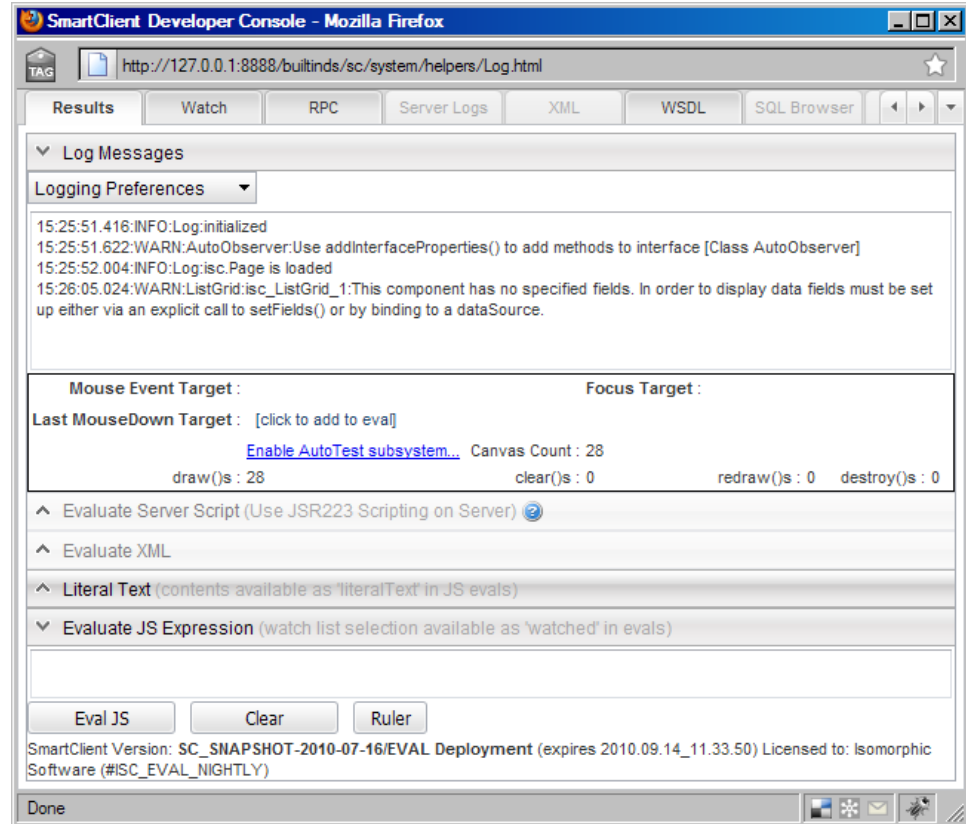 SmartClient Developer Console - Mozilla Firefox
TAG
http://127.0.0.1:8888/builtinds/sc/system/helpers/Log.html
Results Watch RPC Server Logs XML WSDL SQL Browser
Log Messages
Logging Preferences
15:25:51.416:INFO:Log:initialized
15:25:51.622:WARN:AutoObserver:Use addInterfaceProperties() to add methods to interface [Class AutoObserver]
15:25:52.004:INFO:Log:isc.Page is loaded
15:26:05.024:WARN:ListGrid:isc_ListGrid_1:This component has no specified fields. In order to display data fields must be set
up either via an explicit call to setFields() or by binding to a dataSource.
Mouse Event Target : Focus Target :
Last MouseDown Target : [click to add to eval]
Enable AutoTest subsystem... Canvas Count : 28
draw()s : 28 clear()s : 0 redraw()s : 0 destroy()s : 0
Evaluate Server Script (Use JSR223 Scripting on Server) ?
Evaluate XML
Literal Text (contents available as 'literalText' in JS evals)
Evaluate JS Expression (watch list selection available as 'watched' in evals)
Eval JS Clear Ruler
SmartClient Version: SC_SNAPSHOT-2010-07-16/EVAL Deployment (expires 2010.09.14_11.33.50) Licensed to: Isomorphic
Software (#ISC_EVAL_NIGHTLY)
Done